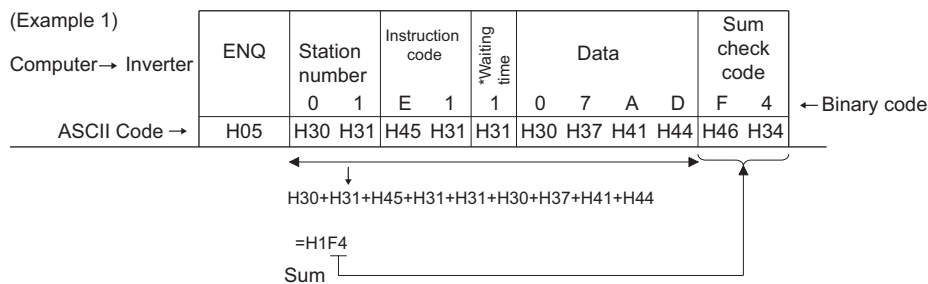 (Example 1)
Computer→ Inverter
ENQ
Station
number
Instruction
code
*Waiting
time
Data
Sum
check
code
0 1 E 1 1 0 7 A D F 4
←Binary code
ASCII Code →
H05 H30 H31 H45 H31 H31 H30 H37 H41 H44 H46 H34
H30+H31+H45+H31+H31+H30+H37+H41+H44
=H1F4
Sum